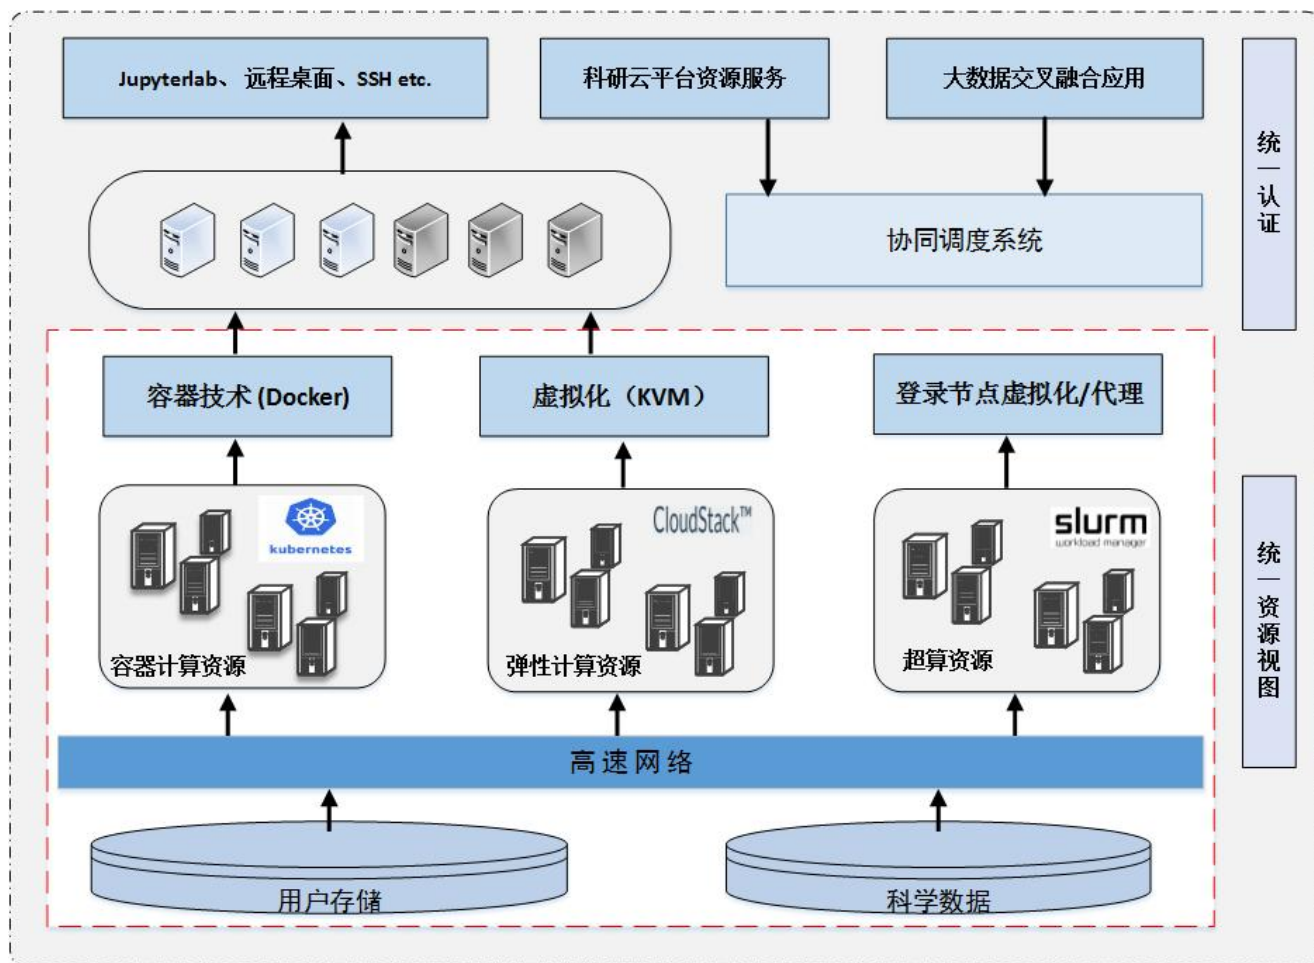 Jupyterlab、 远程桌面、SSH etc.
科研云平台资源服务
大数据交叉融合应用
统一认证
协同调度系统
容器技术 (Docker)
虚拟化（KVM）
登录节点虚拟化/代理
kubernetes
CloudStack™
slurm
workload manager
容器计算资源
弹性计算资源
超算资源
统一资源视图
高速网络
用户存储
科学数据